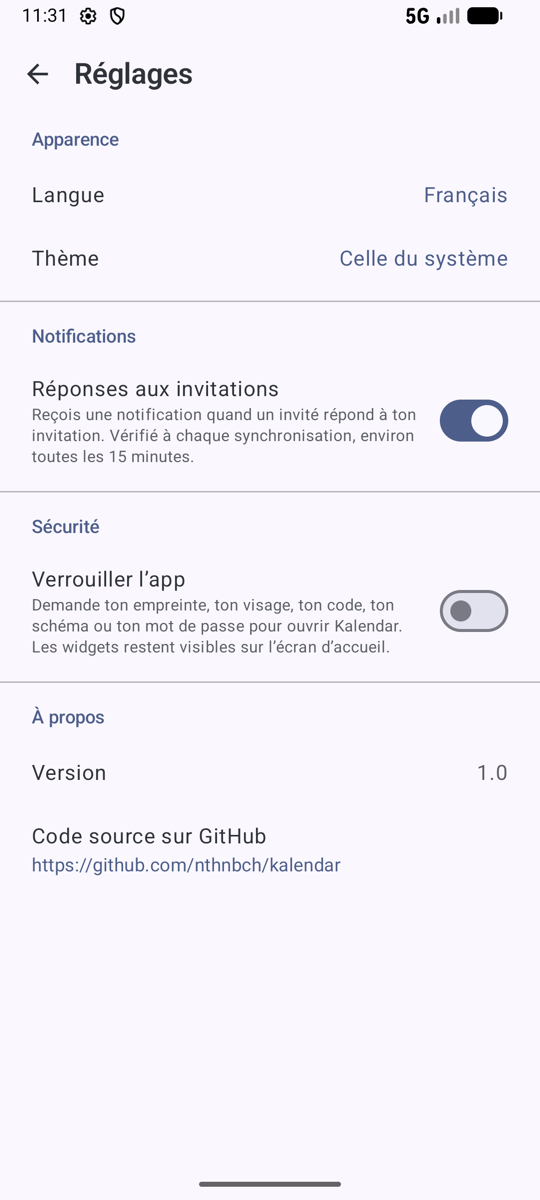 11:31
5G
Réglages
Apparence
Langue
Français
Thème
Celle du système
Notifications
Réponses aux invitations
Reçois une notification quand un invité répond à ton
invitation. Vérifié à chaque synchronisation, environ
toutes les 15 minutes.
Sécurité
Verrouiller l’app
Demande ton empreinte, ton visage, ton code, ton
schéma ou ton mot de passe pour ouvrir Kalendar.
Les widgets restent visibles sur l’écran d’accueil.
À propos
Version
1.0
Code source sur GitHub
https://github.com/nthnbch/kalendar